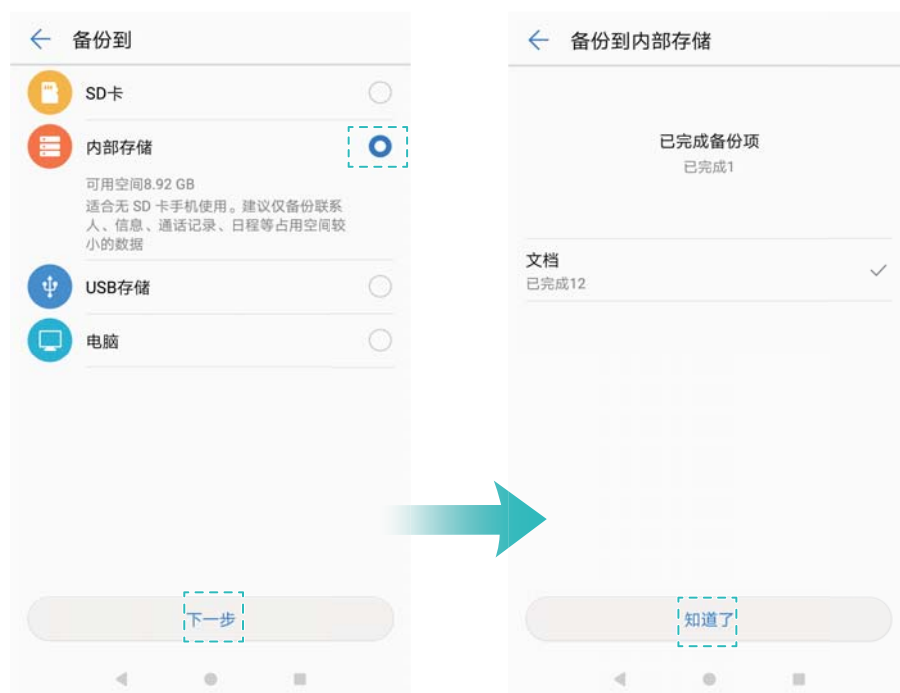 备份到
SD卡
内部存储
可用空间8.92 GB
适合无 SD 卡手机使用。建议仅备份联系
人、信息、通话记录、日程等占用空间较
小的数据
USB存储
电脑
下一步
备份到内部存储
已完成备份项
已完成1
文档
已完成12
知道了